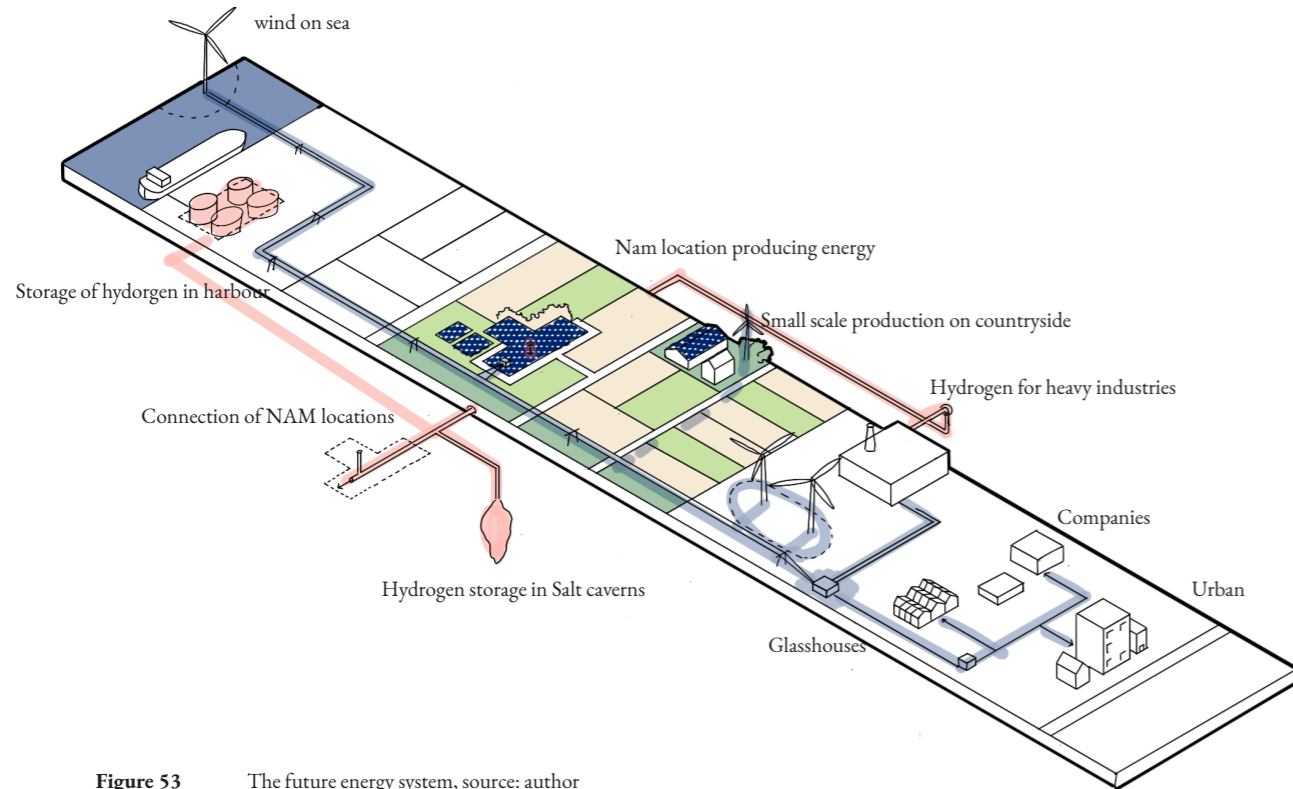 wind on sea
Nam location producing energy
Storage of hydorgen in harbour
Small scale production on countryside
Hydrogen for heavy industries
Connection of NAM locations
Companies
Hydrogen storage in Salt caverns
Urban
Glasshouses
Figure 53 The future energy system, source: author